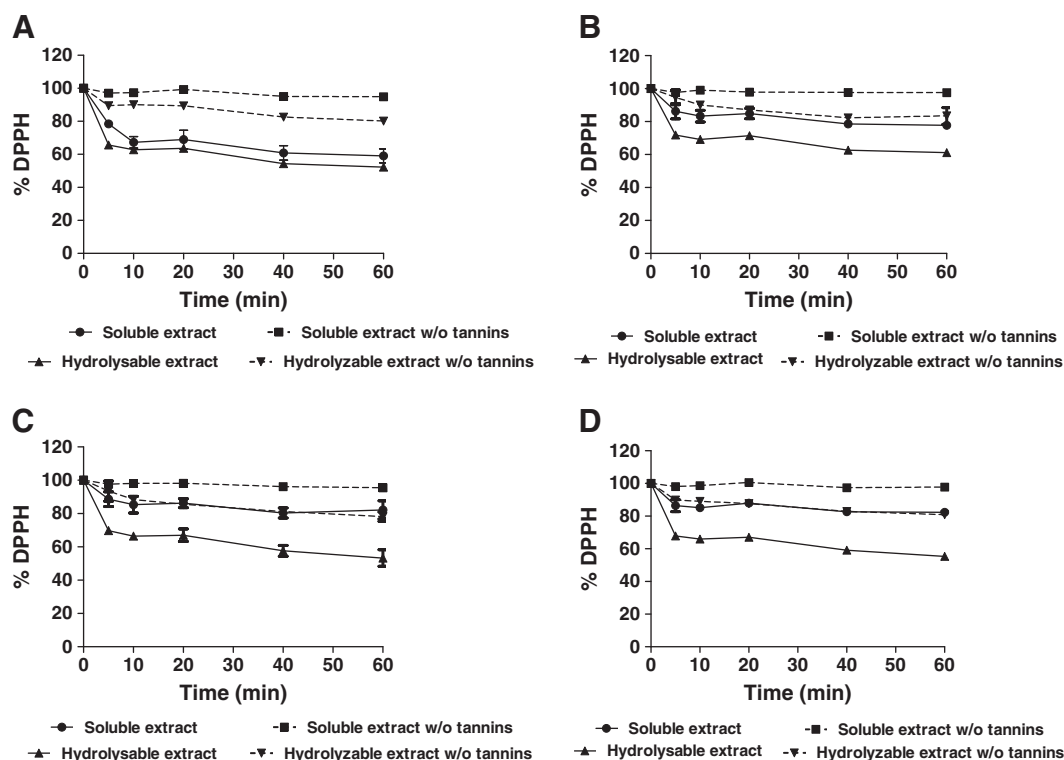 A
120
100
80
60
40
20
0
% DPPH
0 10 20 30 40 50 60
Time (min)
Soluble extract Soluble extract w/o tannins
Hydrolysable extract Hydrolyzable extract w/o tannins
B
120
100
80
60
40
20
0
% DPPH
0 10 20 30 40 50 60
Time (min)
Soluble extract Soluble extract w/o tannins
Hydrolysable extract Hydrolyzable extract w/o tannins
C
120
100
80
60
40
20
0
% DPPH
0 10 20 30 40 50 60
Time (min)
Soluble extract Soluble extract w/o tannins
Hydrolysable extract Hydrolyzable extract w/o tannins
D
120
100
80
60
40
20
0
% DPPH
0 10 20 30 40 50 60
Time (min)
Soluble extract Soluble extract w/o tannins
Hydrolysable extract Hydrolyzable extract w/o tannins